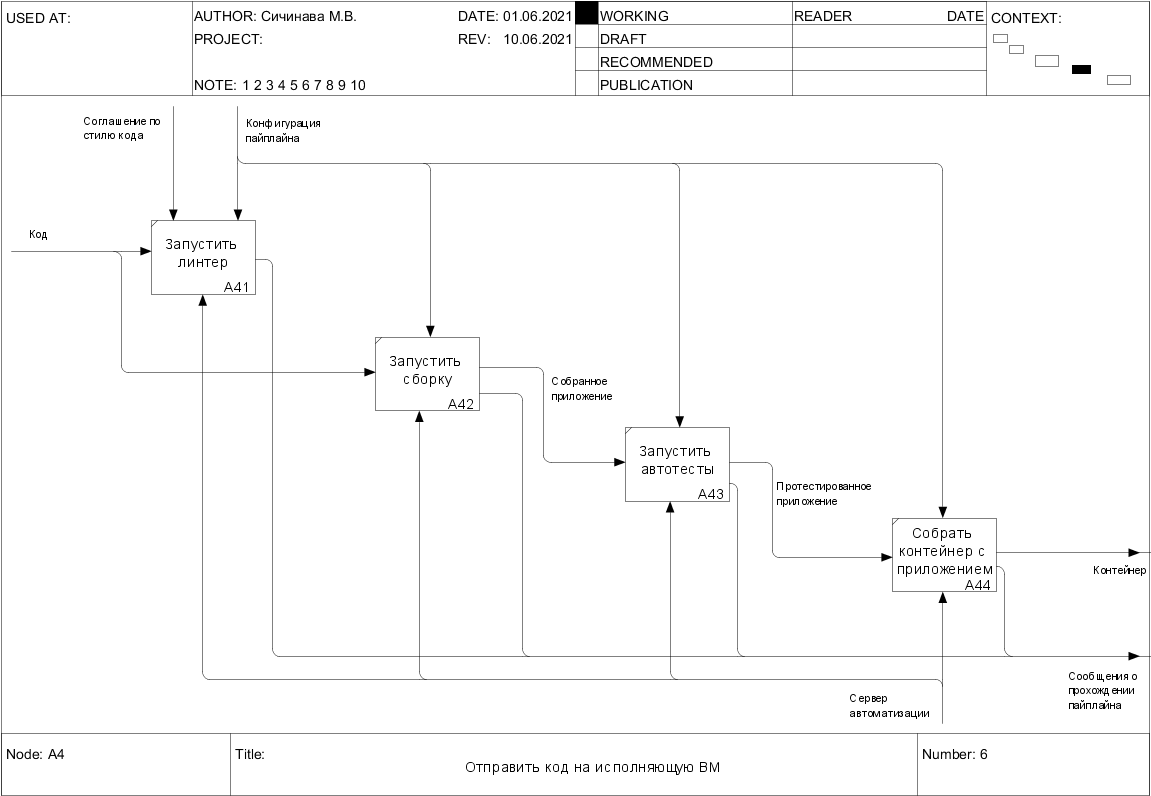 USED AT:
AUTHOR: Сичинава М.В.
DATE: 01.06.2021
PROJECT:
REV: 10.06.2021
NOTE: 1 2 3 4 5 6 7 8 9 10
WORKING
DRAFT
RECOMMENDED
PUBLICATION
READER
DATE
CONTEXT:
Соглашение по
стилю кода
Конфигурация
пайплайна
Код
Запустить
линтер
A41
Запустить
сборку
A42
Собранное
приложение
Запустить
автотесты
A43
Протестированное
приложение
Собрать
контейнер с
приложением
A44
Контейнер
Сообщения о
прохождении
пайплайна
Сервер
автоматизации
Node: A4
Title:
Отправить код на исполняющую ВМ
Number: 6